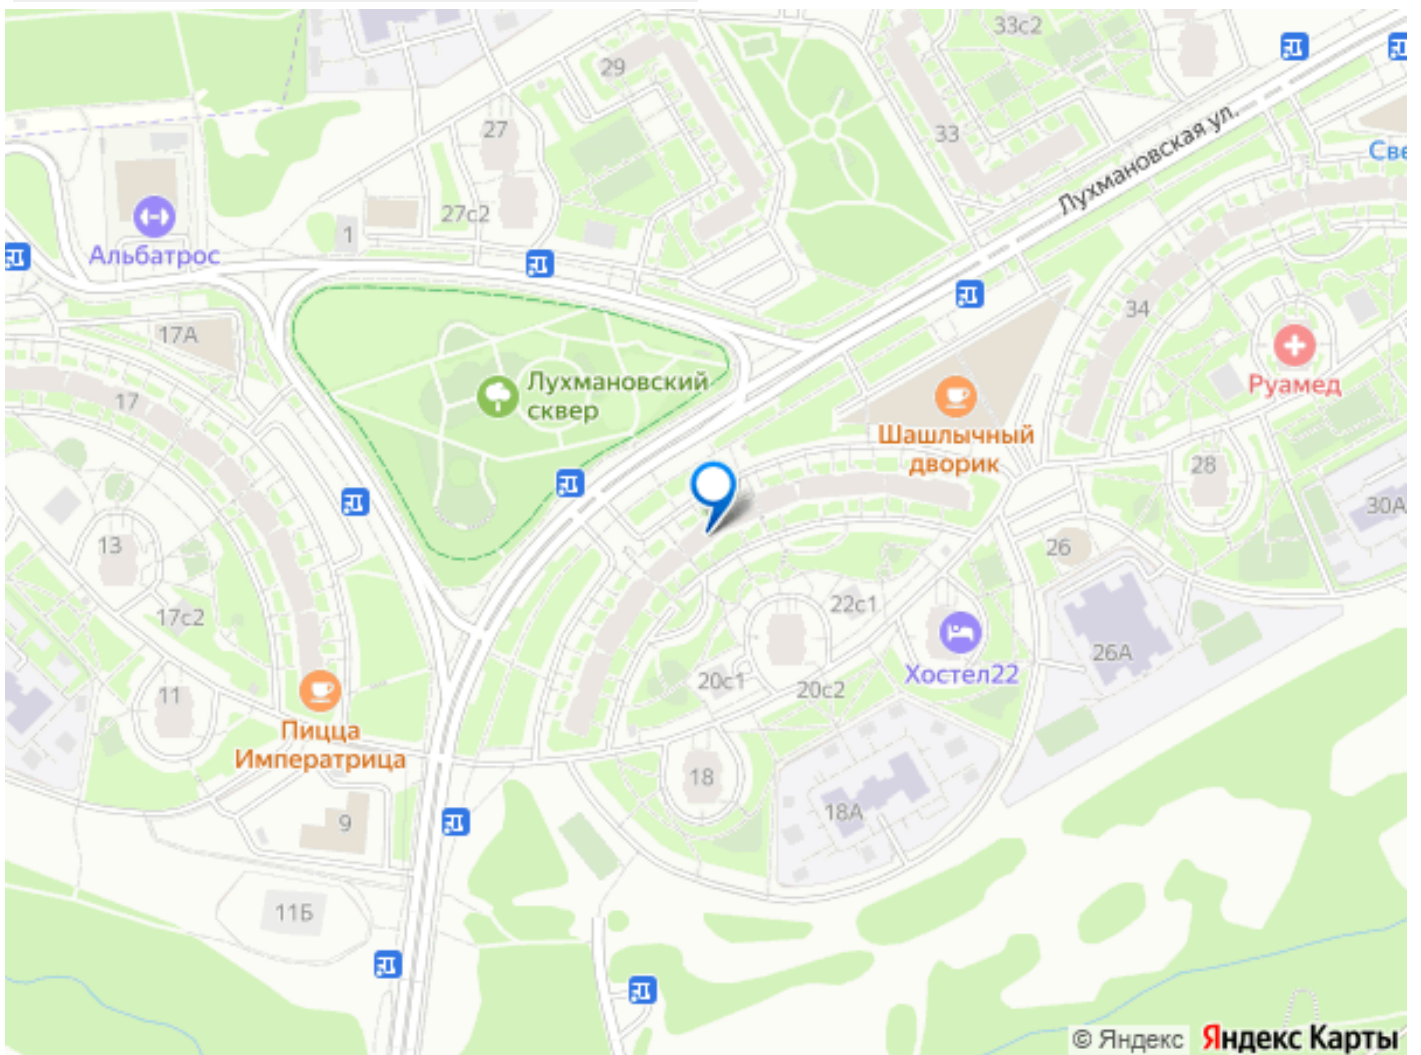 33с2
29
Лухмановская ул.
27
33
Све
27с2
1
Альбатрос
34
17А
Лухмановский
сквер
Руамед
17
Шашлычный
дворик
28
30А
13
26
22с1
17с2
26А
Хостел22
20с1
20с2
11
Пицца
Императрица
18
18А
9
11Б
© Яндекс Яндекс Карты